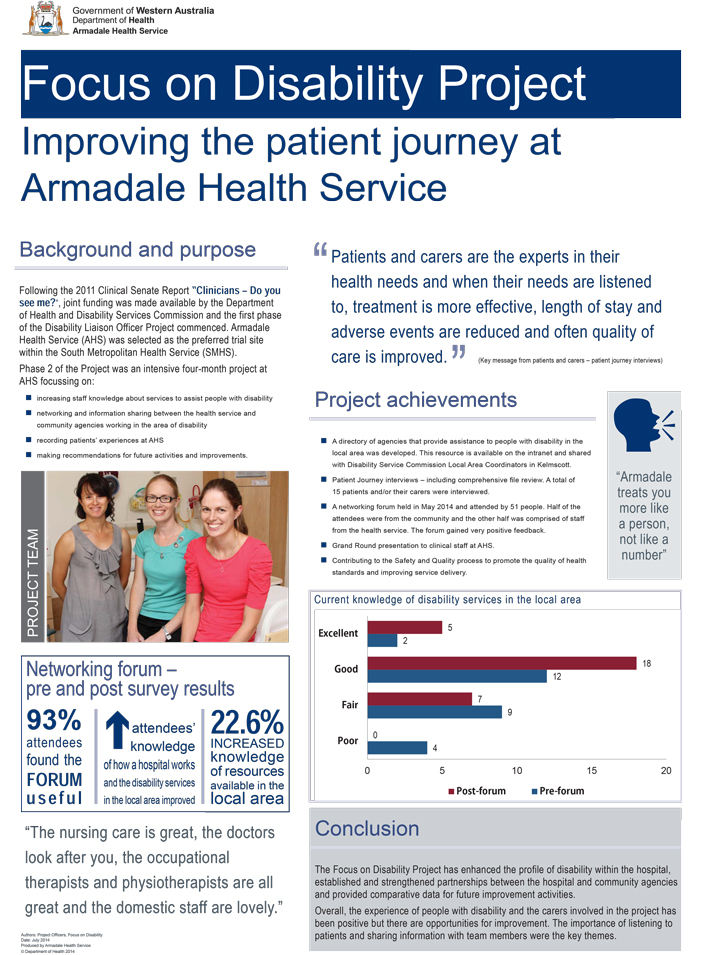 Government of Western Australia
Department of Health
Armadale Health Service
Focus on Disability Project
Improving the patient journey at
Armadale Health Service
Background and purpose
Following the 2011 Clinical Senate Report "Clinicians – Do you
see me?", joint funding was made available by the Department
of Health and Disability Services Commission and the first phase
of the Disability Liaison Officer Project commenced. Armadale
Health Service (AHS) was selected as the preferred trial site
within the South Metropolitan Health Service (SMHS).
Phase 2 of the Project was an intensive four-month project at
AHS focussing on:
■ increasing staff knowledge about services to assist people with disability
■ networking and information sharing between the health service and
community agencies working in the area of disability
■ recording patients' experiences at AHS
■ making recommendations for future activities and improvements.
PROJECT TEAM
Networking forum –
pre and post survey results
93%
attendees
found the
FORUM
useful
attendees'
knowledge
of how a hospital works
and the disability services
in the local area improved
22.6%
INCREASED
knowledge
of resources
available in the
local area
"The nursing care is great, the doctors
look after you, the occupational
therapists and physiotherapists are all
great and the domestic staff are lovely."
Authors: Project Officers, Focus on Disability
Date: July 2014
Produced by Armadale Health Service
© Department of Health 2014
"Patients and carers are the experts in their
health needs and when their needs are listened
to, treatment is more effective, length of stay and
adverse events are reduced and often quality of
care is improved." (Key message from patients and carers – patient journey interviews)
Project achievements
■ A directory of agencies that provide assistance to people with disability in the
local area was developed. This resource is available on the intranet and shared
with Disability Service Commission Local Area Coordinators in Kelmscott.
■ Patient Journey interviews – including comprehensive file review. A total of
15 patients and/or their carers were interviewed.
■ A networking forum held in May 2014 and attended by 51 people. Half of the
attendees were from the community and the other half was comprised of staff
from the health service. The forum gained very positive feedback.
■ Grand Round presentation to clinical staff at AHS.
■ Contributing to the Safety and Quality process to promote the quality of health
standards and improving service delivery.
"Armadale
treats you
more like
a person,
not like a
number"
Current knowledge of disability services in the local area
Excellent 5
2
Good 18
12
Fair 7
9
Poor 0
4
0 5 10 15 20
Post-forum Pre-forum
Conclusion
The Focus on Disability Project has enhanced the profile of disability within the hospital,
established and strengthened partnerships between the hospital and community agencies
and provided comparative data for future improvement activities.
Overall, the experience of people with disability and the carers involved in the project has
been positive but there are opportunities for improvement. The importance of listening to
patients and sharing information with team members were the key themes.